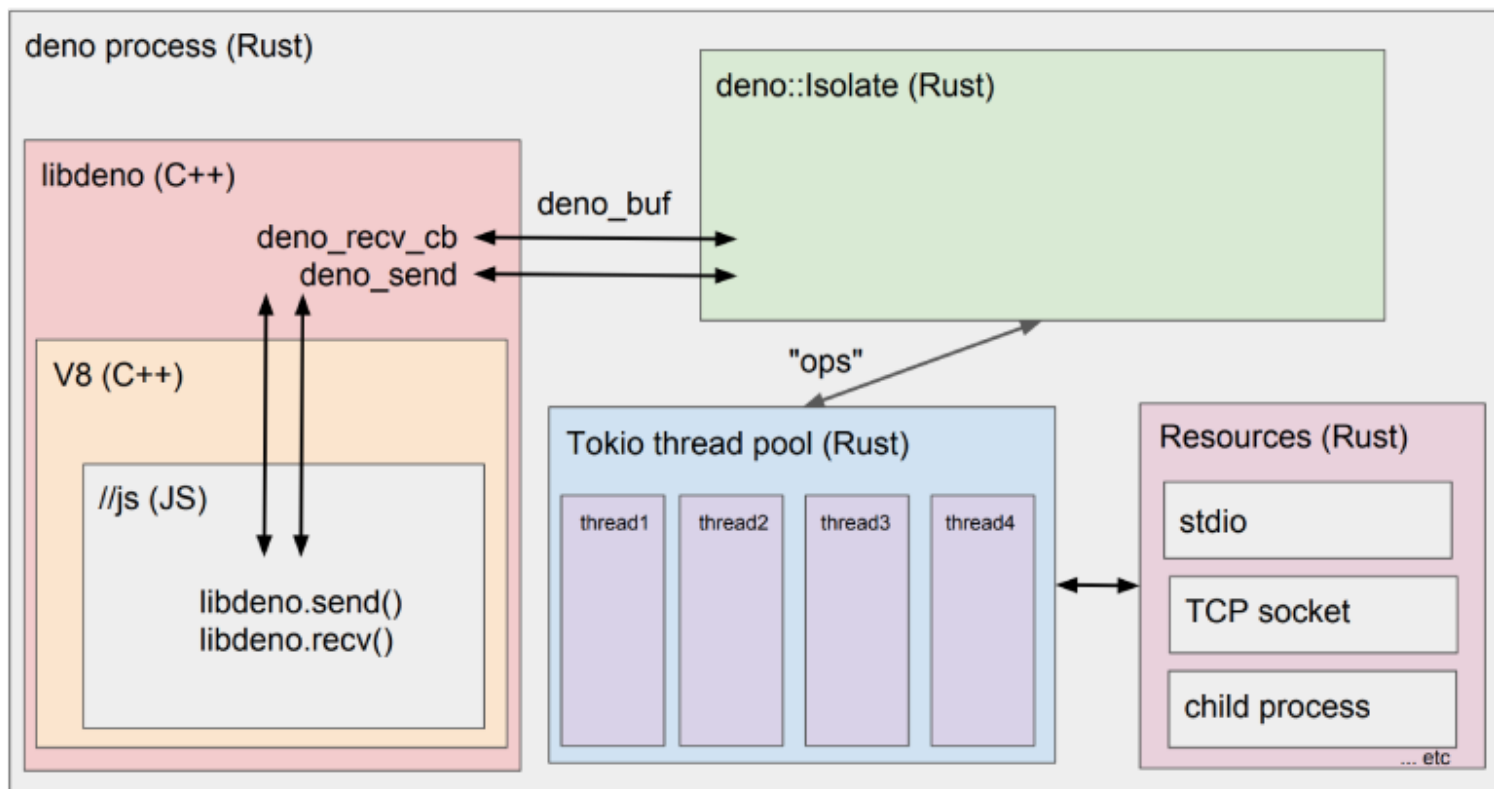 deno process (Rust)
deno::Isolate (Rust)
libdeno (C++)
deno_buf
deno_recv_cb
deno_send
V8 (C++)
"ops"
//js (JS)
libdeno.send()
libdeno.recv()
Tokio thread pool (Rust)
thread1
thread2
thread3
thread4
Resources (Rust)
stdio
TCP socket
child process
... etc